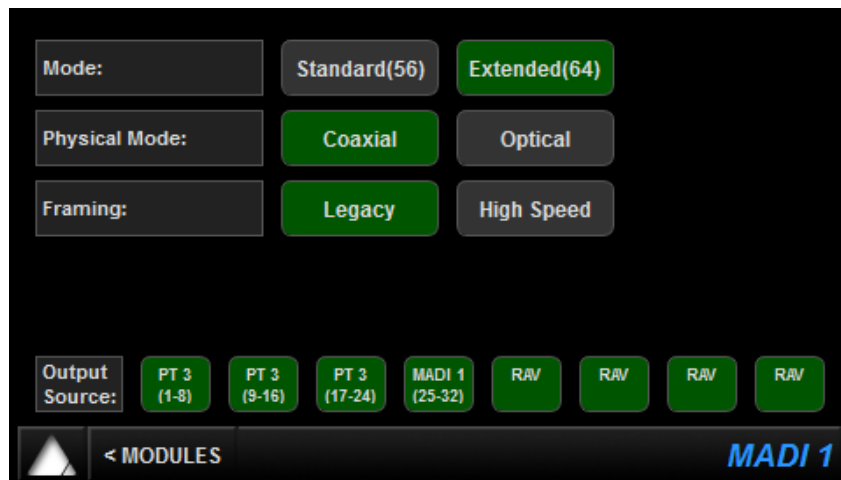 Mode: Standard(56) Extended(64)
Physical Mode: Coaxial Optical
Framing: Legacy High Speed
Output Source: PT 3 (1-8) PT 3 (9-16) PT 3 (17-24) MADI 1 (25-32) RAV RAV RAV RAV
< MODULES MADI 1